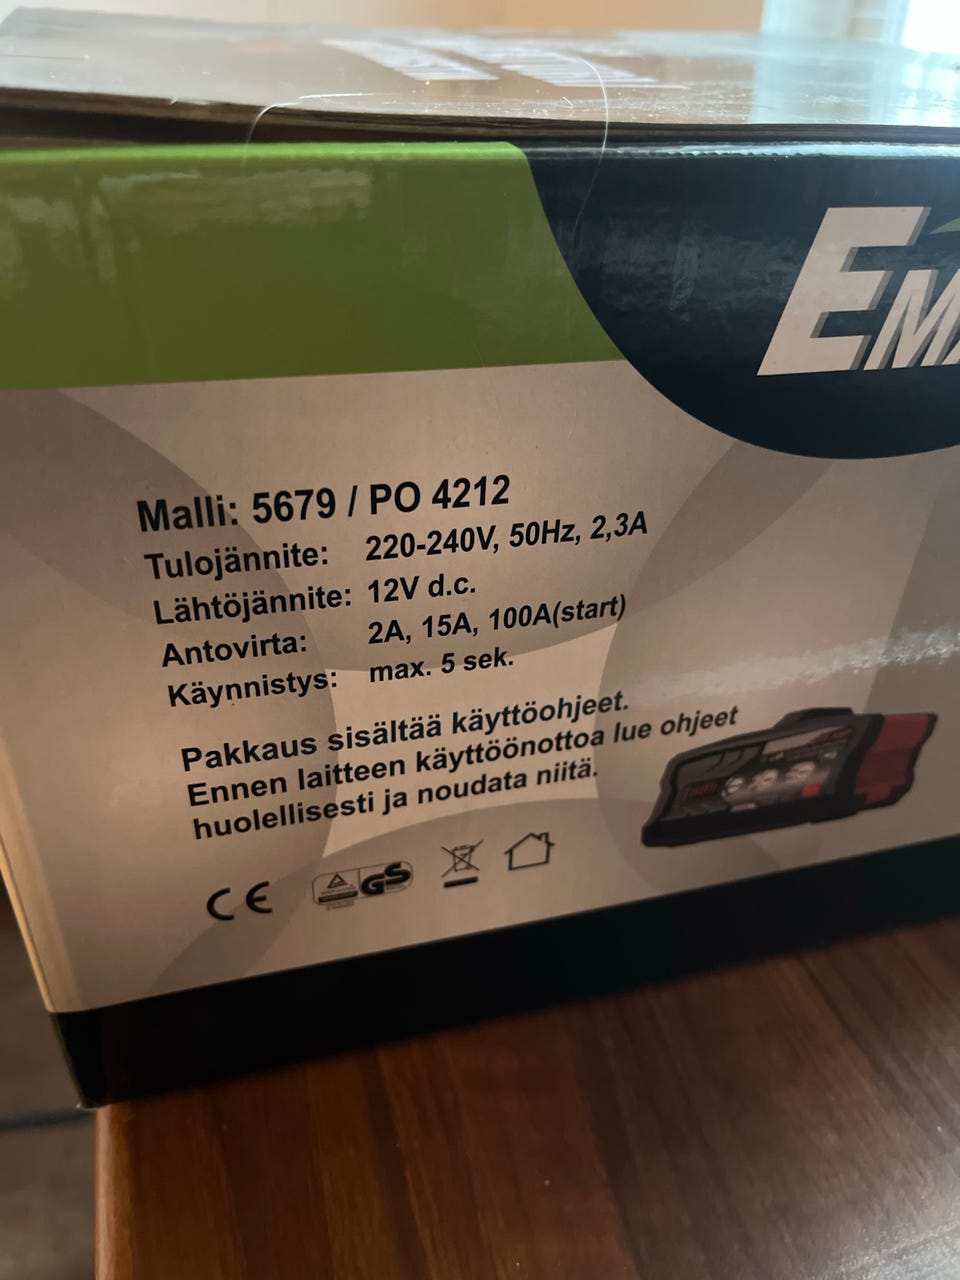 Malli: 5679 / PO 4212
Tulojännite: 220-240V, 50Hz, 2,3A
Lähtöjännite: 12V d.c.
Antovirta: 2A, 15A, 100A(start)
Käynnistys: max. 5 sek.
Pakkaus sisältää käyttöohjeet.
Ennen laitteen käyttöönottoa lue ohjeet
huolellisesti ja noudata niitä.
CE GS